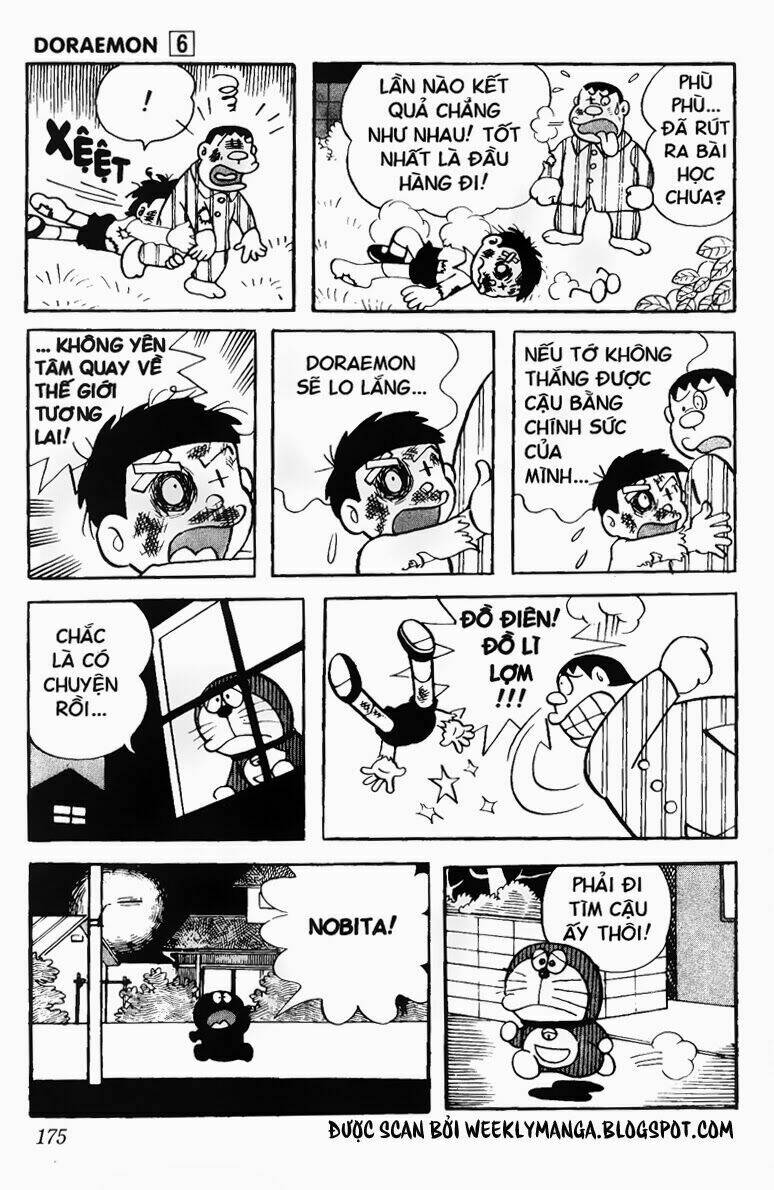 DORAEMON 6
PHÙ
PHÙ...
ĐÃ RÚT
RA BÀI
HỌC
CHƯA?
LẦN NÀO KẾT
QUẢ CHẲNG
NHƯ NHAU! TỐT
NHẤT LÀ ĐẦU
HÀNG ĐI!
!
XỆỆỆT
NẾU TỚ KHÔNG
THẮNG ĐƯỢC
CẬU BẰNG
CHÍNH SỨC
CỦA
MÌNH...
DORAEMON
SẼ LO LẮNG...
... KHÔNG YÊN
TÂM QUAY VỀ
THẾ GIỚI
TƯƠNG
LAI!
ĐỒ ĐIÊN!
ĐỒ LÌ
LỢM
!!!
CHẮC
LÀ CÓ
CHUYỆN
RỒI...
PHẢI ĐI
TÌM CẬU
ẤY THÔI!
NOBITA!
175
ĐƯỢC SCAN BỞI WEEKLYMANGA.BLOGSPOT.COM